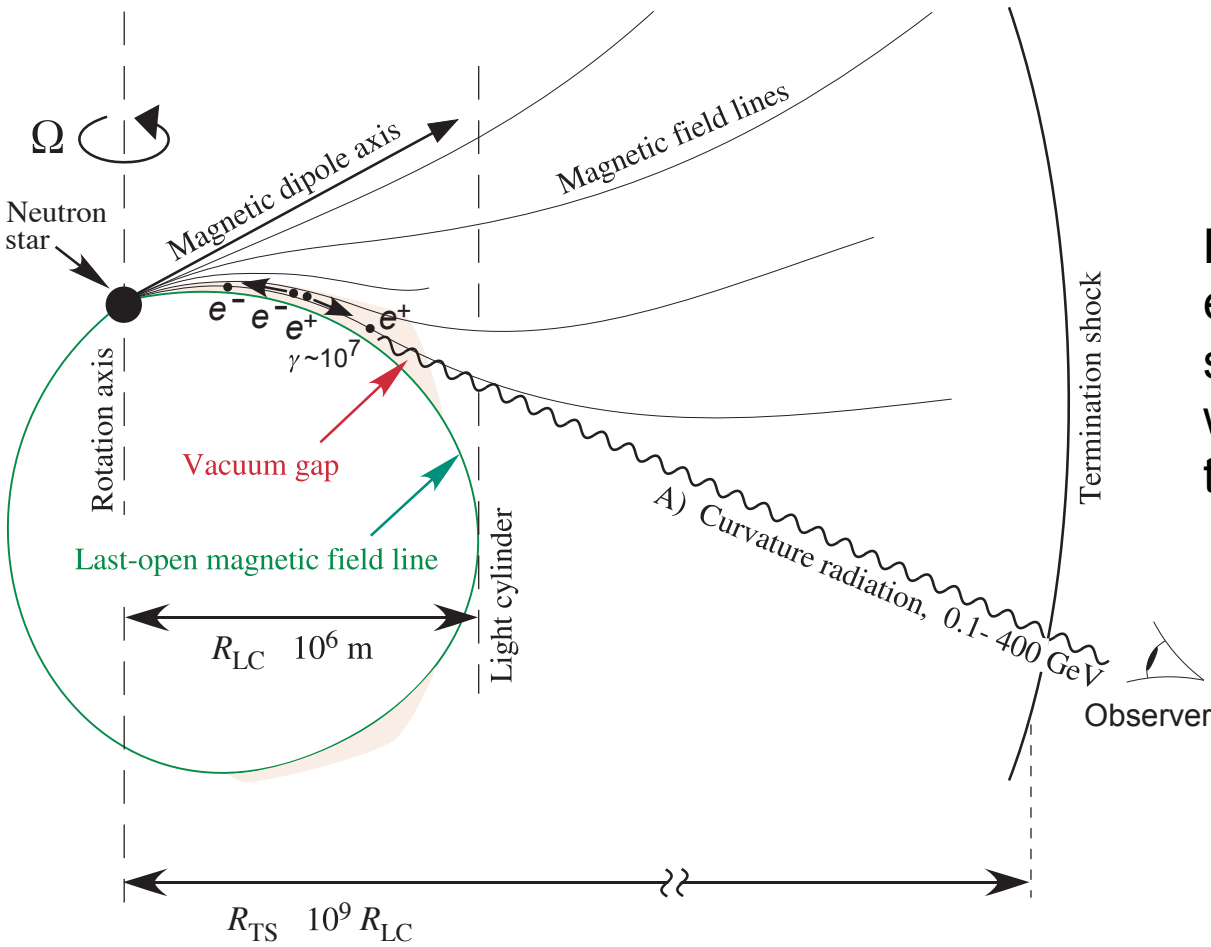 Ω
Magnetic dipole axis
Magnetic field lines
Neutron
star
e⁻ e⁻ e⁺ e⁺
γ ~10⁷
Rotation axis
Vacuum gap
Last-open magnetic field line
Light cylinder
Termination shock
A) Curvature radiation, 0.1-400 GeV
R_LC 10⁶ m
Observer
R_TS 10⁹ R_LC